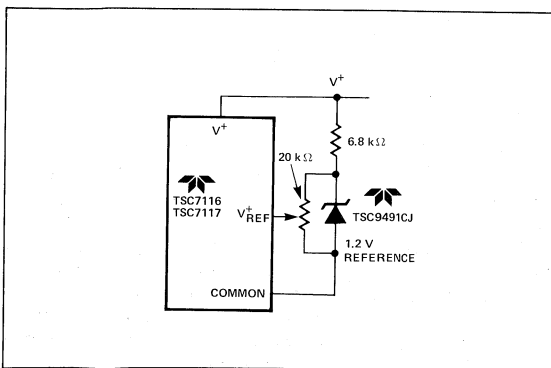 V+
V+
6.8 kΩ
20 kΩ
TSC7116
TSC7117
V+REF
TSC9491CJ
1.2 V
REFERENCE
COMMON